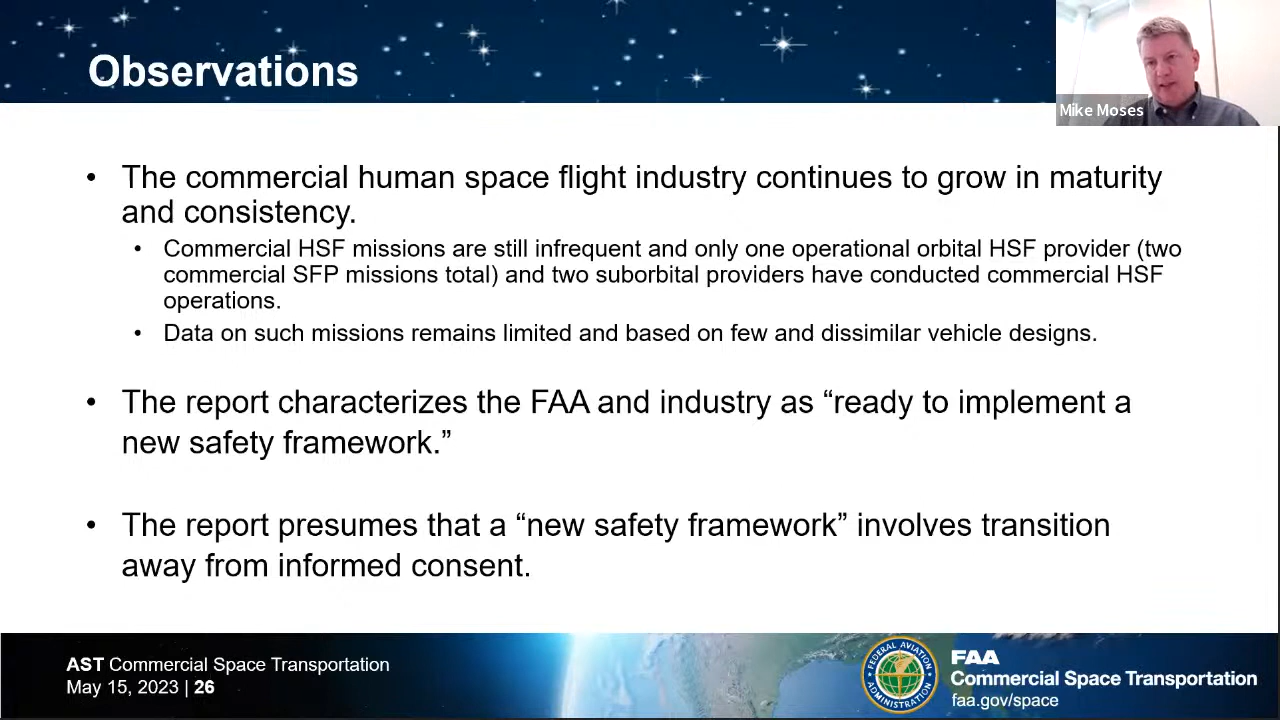 Observations
Mike Moses
• The commercial human space flight industry continues to grow in maturity
and consistency.
• Commercial HSF missions are still infrequent and only one operational orbital HSF provider (two
commercial SFP missions total) and two suborbital providers have conducted commercial HSF
operations.
• Data on such missions remains limited and based on few and dissimilar vehicle designs.
• The report characterizes the FAA and industry as “ready to implement a
new safety framework.”
• The report presumes that a “new safety framework” involves transition
away from informed consent.
AST Commercial Space Transportation
May 15, 2023 | 26
FEDERAL AVIATION
ADMINISTRATION
FAA
Commercial Space Transportation
faa.gov/space